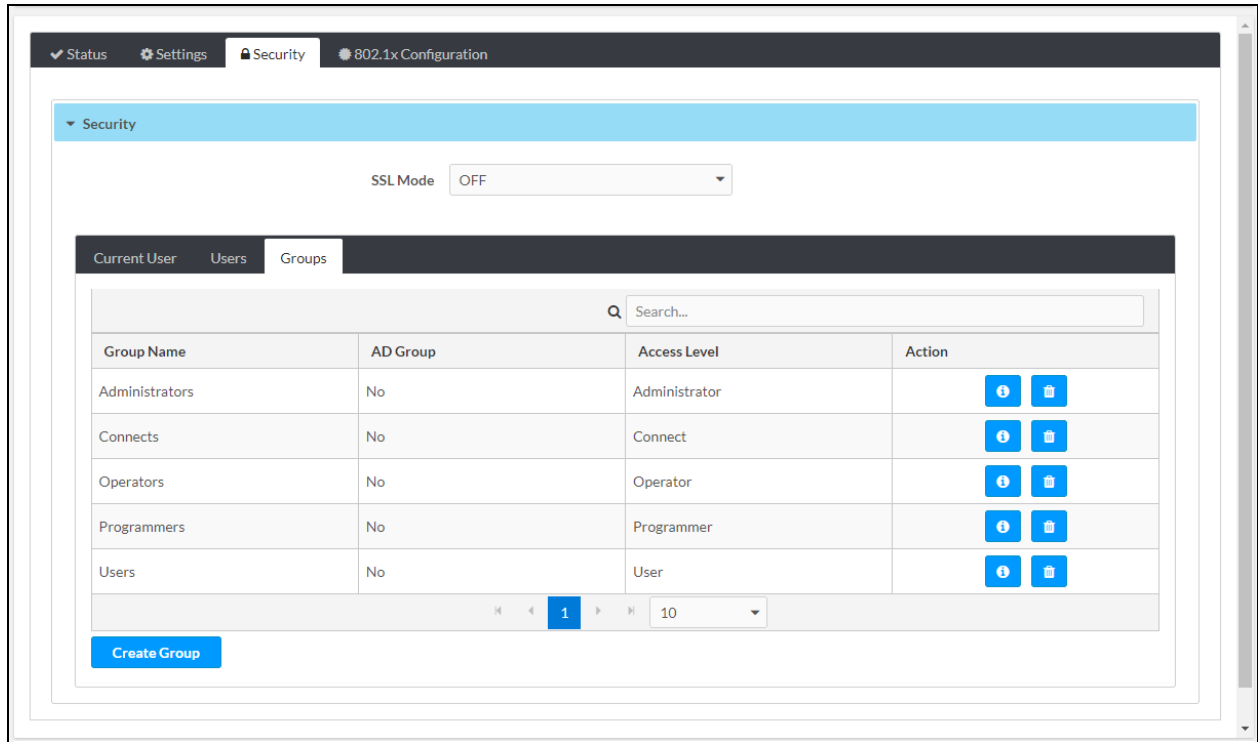 Status Settings Security 802.1x Configuration
Security
SSL Mode OFF
Current User Users Groups
Search...
Group Name AD Group Access Level Action
Administrators No Administrator
Connects No Connect
Operators No Operator
Programmers No Programmer
Users No User
1 10
Create Group